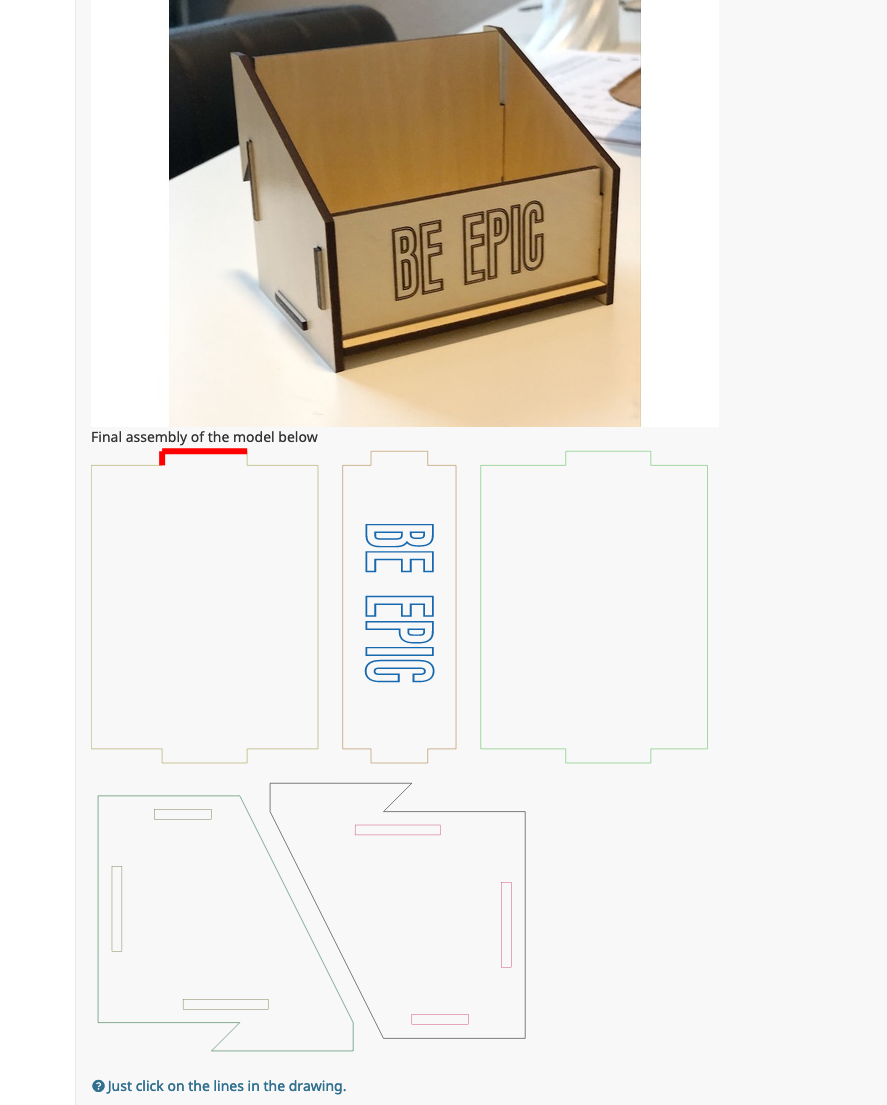 BE EPIC
Final assembly of the model below
BE EPIC
Just click on the lines in the drawing.